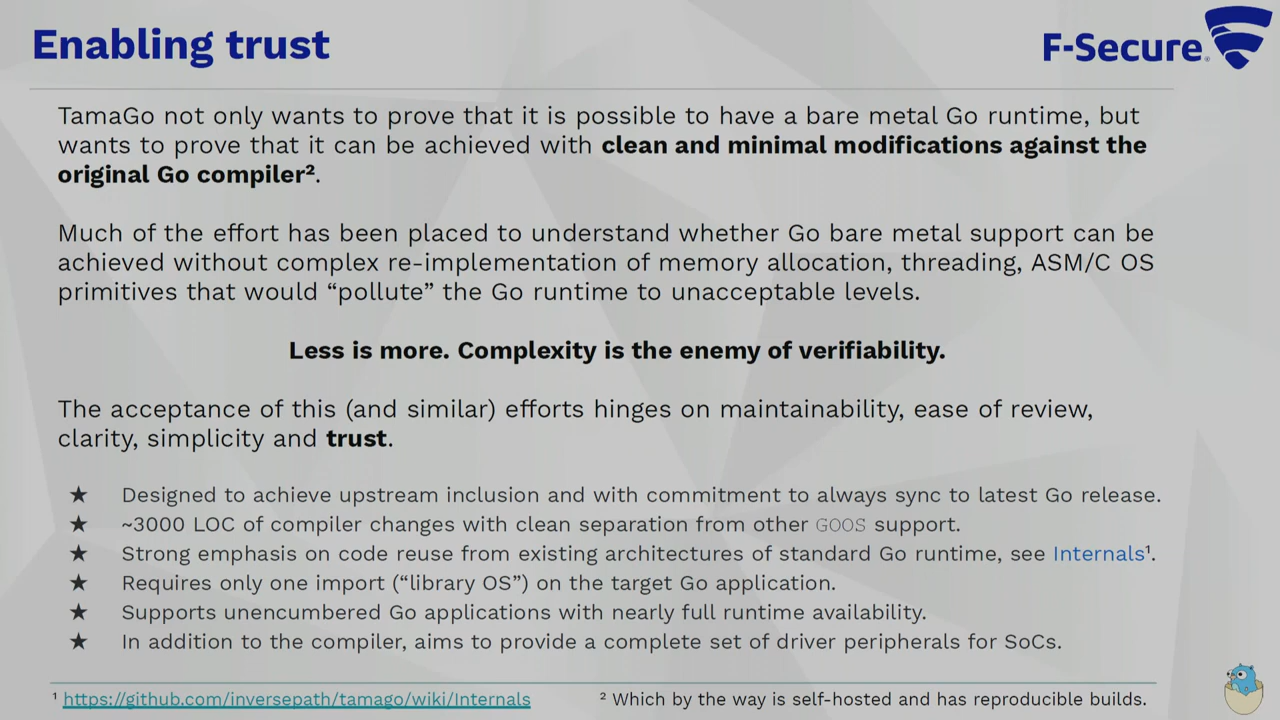 Enabling trust
F-Secure®
TamaGo not only wants to prove that it is possible to have a bare metal Go runtime, but
wants to prove that it can be achieved with clean and minimal modifications against the
original Go compiler².
Much of the effort has been placed to understand whether Go bare metal support can be
achieved without complex re-implementation of memory allocation, threading, ASM/C OS
primitives that would “pollute” the Go runtime to unacceptable levels.
Less is more. Complexity is the enemy of verifiability.
The acceptance of this (and similar) efforts hinges on maintainability, ease of review,
clarity, simplicity and trust.
★ Designed to achieve upstream inclusion and with commitment to always sync to latest Go release.
★ ~3000 LOC of compiler changes with clean separation from other GOOS support.
★ Strong emphasis on code reuse from existing architectures of standard Go runtime, see Internals¹.
★ Requires only one import (“library OS”) on the target Go application.
★ Supports unencumbered Go applications with nearly full runtime availability.
★ In addition to the compiler, aims to provide a complete set of driver peripherals for SoCs.
¹ https://github.com/inversepath/tamago/wiki/Internals
² Which by the way is self-hosted and has reproducible builds.